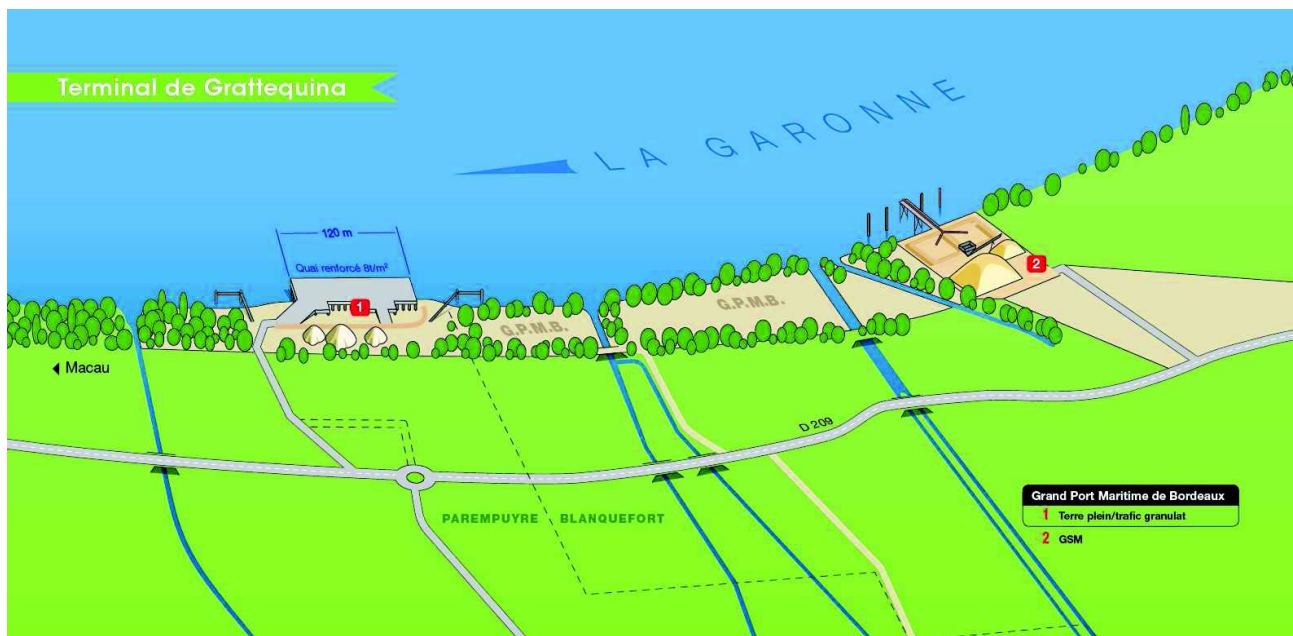 Terminal de Grattequina
LA GARONNE
120 m
Quai renforcé 8t/m²
1
2
G.P.M.B.
G.P.M.B.
Macau
D 209
PAREMPUYRE BLANQUEFORT
Grand Port Maritime de Bordeaux
1 Terre plein/trafic granulat
2 GSM